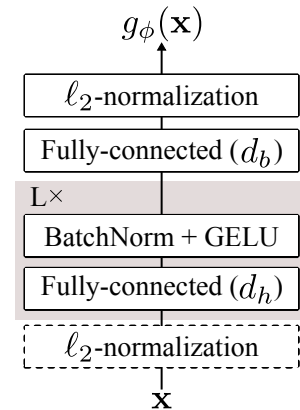 g_ϕ(𝐱)
ℓ₂-normalization
Fully-connected (d_b)
L×
BatchNorm + GELU
Fully-connected (d_h)
ℓ₂-normalization
𝐱